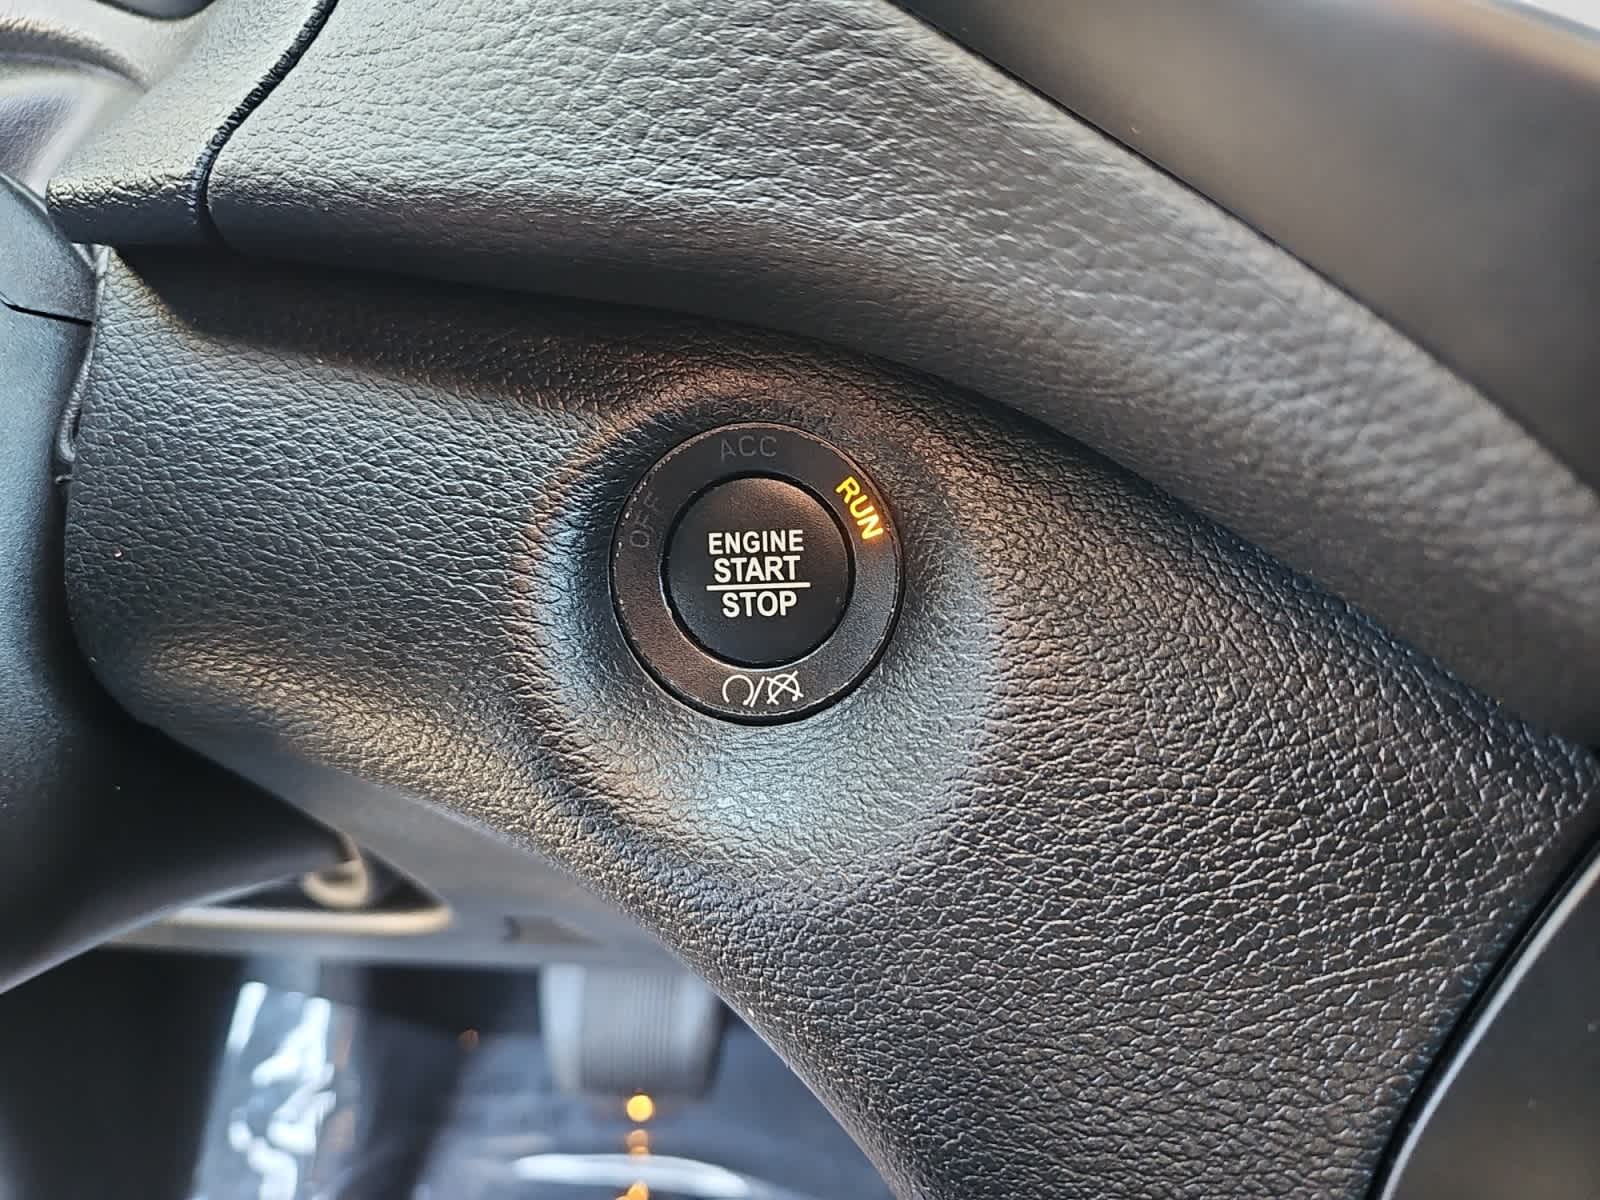 ACC
OFF
RUN
ENGINE
START
STOP